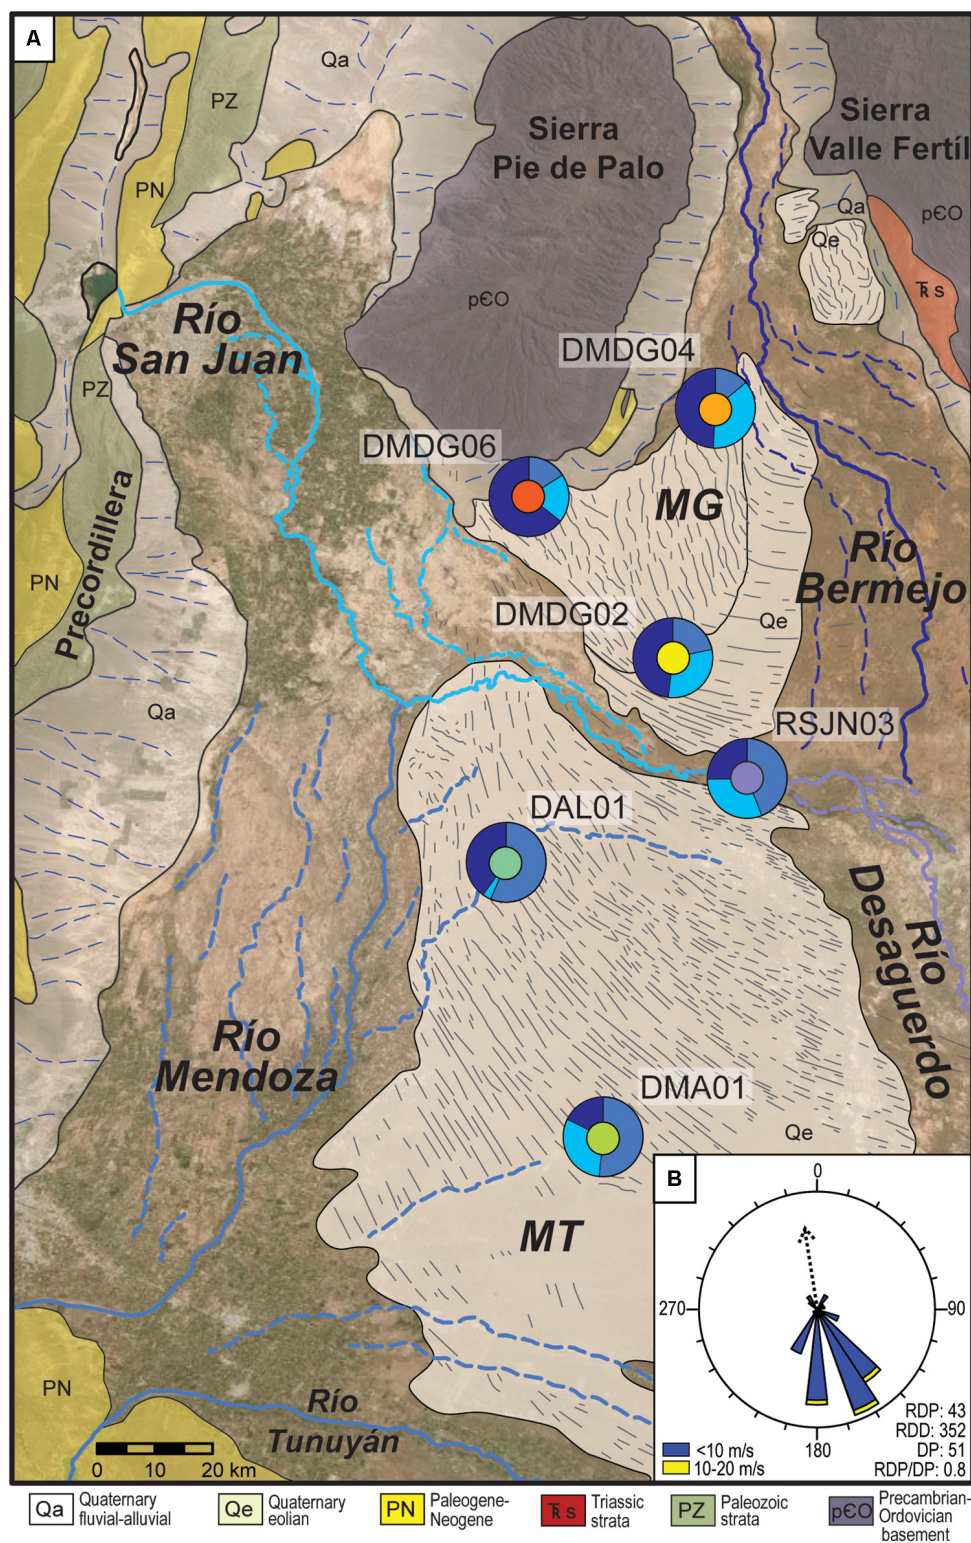 A
Qa
PZ
Sierra
Pie de Palo
Sierra
Valle Fertíl
PN
Qa
pЄO
Qe
pЄO
Río
San Juan
TR s
DMDG04
PZ
DMDG06
MG
Precordillera
Río
Bermejo
PN
DMDG02
Qe
Qa
RSJN03
DAL01
Río
Desaguerdo
Río
Mendoza
DMA01
Qe
MT
B
0
270
90
180
RDP: 43
RDD: 352
DP: 51
RDP/DP: 0.8
<10 m/s
10-20 m/s
PN
Río
Tunuyán
0 10 20 km
Qa
Quaternary
fluvial-alluvial
Qe
Quaternary
eolian
PN
Paleogene-
Neogene
TR s
Triassic
strata
PZ
Paleozoic
strata
pЄO
Precambrian-
Ordovician
basement